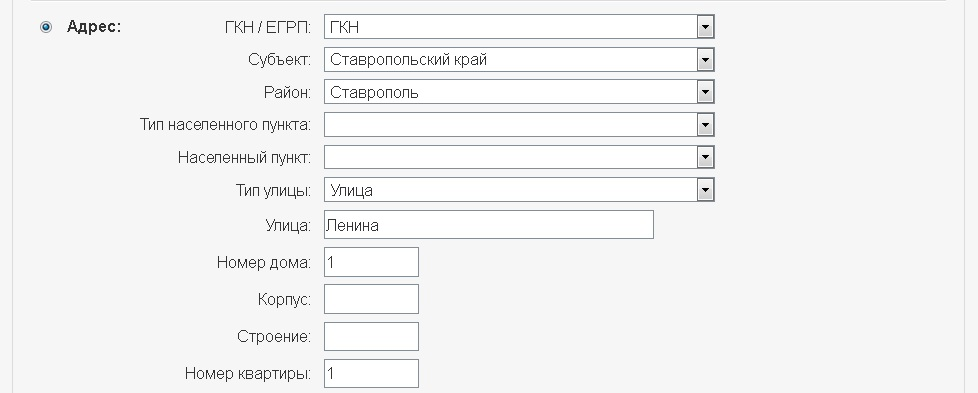 Адрес: ГКН / ЕГРП: ГКН
Субъект: Ставропольский край
Район: Ставрополь
Тип населенного пункта:
Населенный пункт:
Тип улицы: Улица
Улица: Ленина
Номер дома: 1
Корпус:
Строение:
Номер квартиры: 1